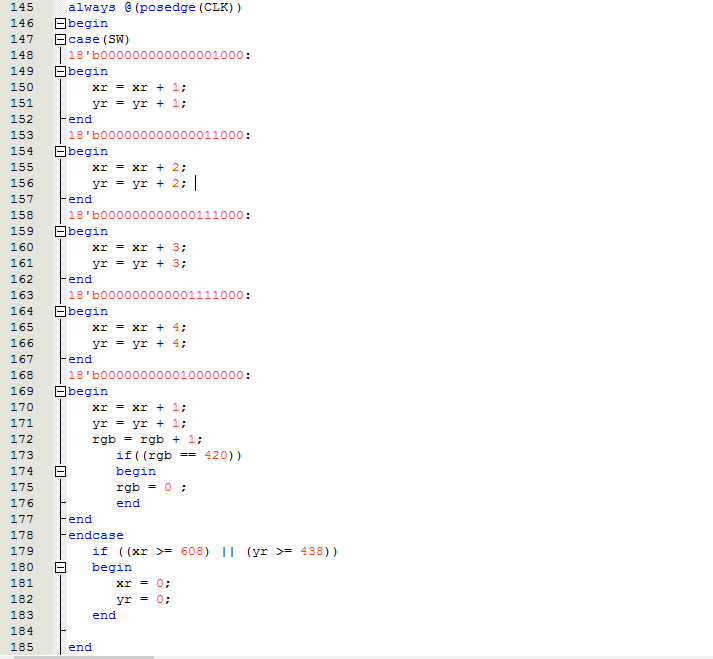 145 always @(posedge(CLK))
146 begin
147 case(SW)
148 18'b000000000000001000:
149 begin
150 xr = xr + 1;
151 yr = yr + 1;
152 end
153 18'b000000000000011000:
154 begin
155 xr = xr + 2;
156 yr = yr + 2;
157 end
158 18'b000000000000111000:
159 begin
160 xr = xr + 3;
161 yr = yr + 3;
162 end
163 18'b000000000001111000:
164 begin
165 xr = xr + 4;
166 yr = yr + 4;
167 end
168 18'b000000000010000000:
169 begin
170 xr = xr + 1;
171 yr = yr + 1;
172 rgb = rgb + 1;
173 if((rgb == 420))
174 begin
175 rgb = 0 ;
176 end
177 end
178 endcase
179 if ((xr >= 608) || (yr >= 438))
180 begin
181 xr = 0;
182 yr = 0;
183 end
184
185 end